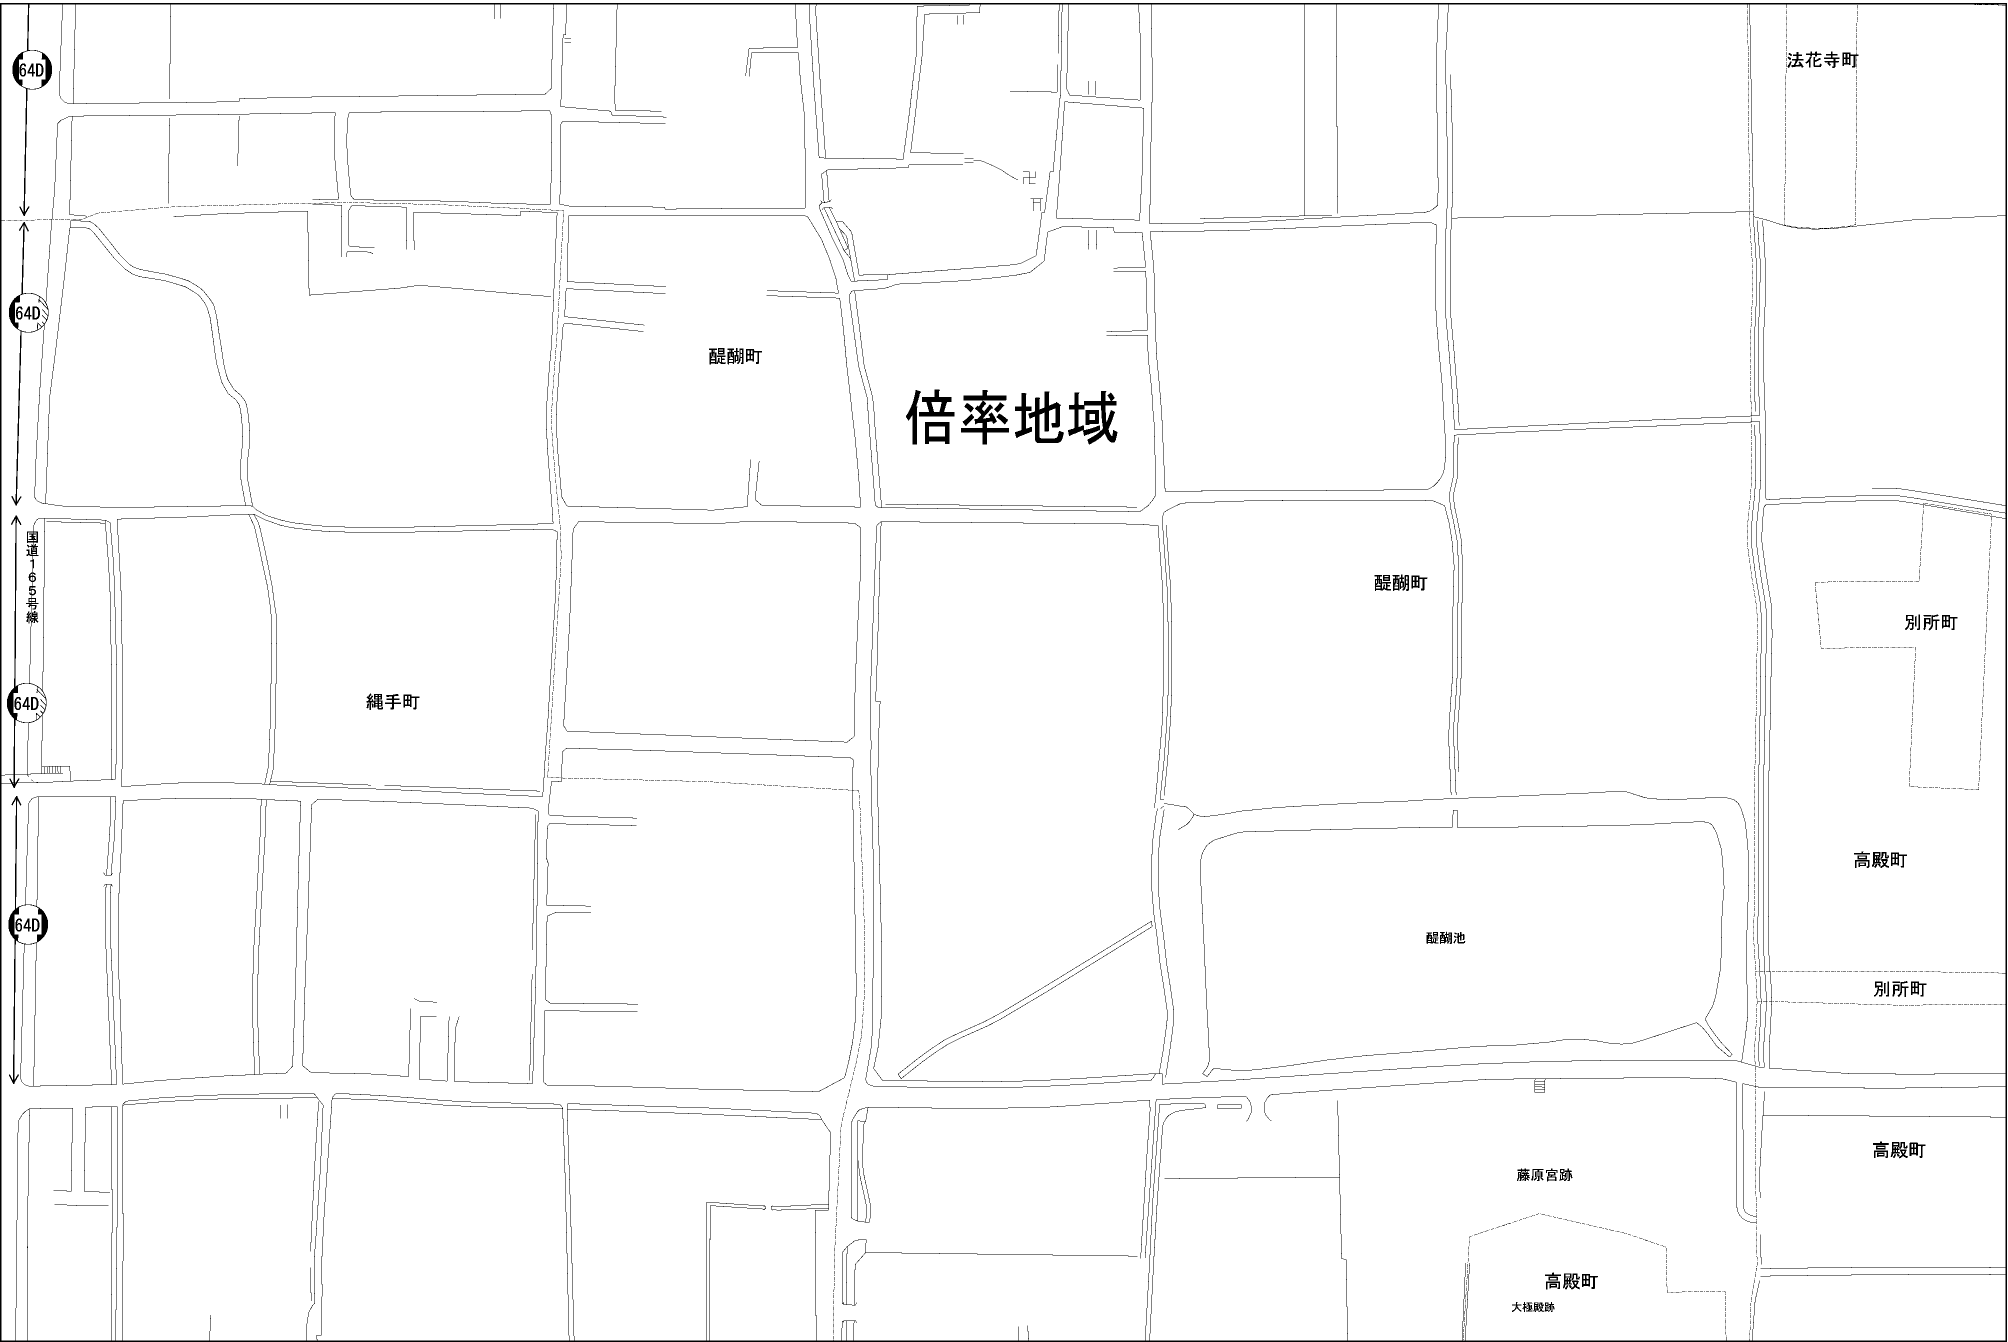 64D
法花寺町
64D
醍醐町
倍率地域
国道165号線
醍醐町
別所町
64D
縄手町
高殿町
64D
醍醐池
別所町
高殿町
藤原宮跡
高殿町
大極殿跡